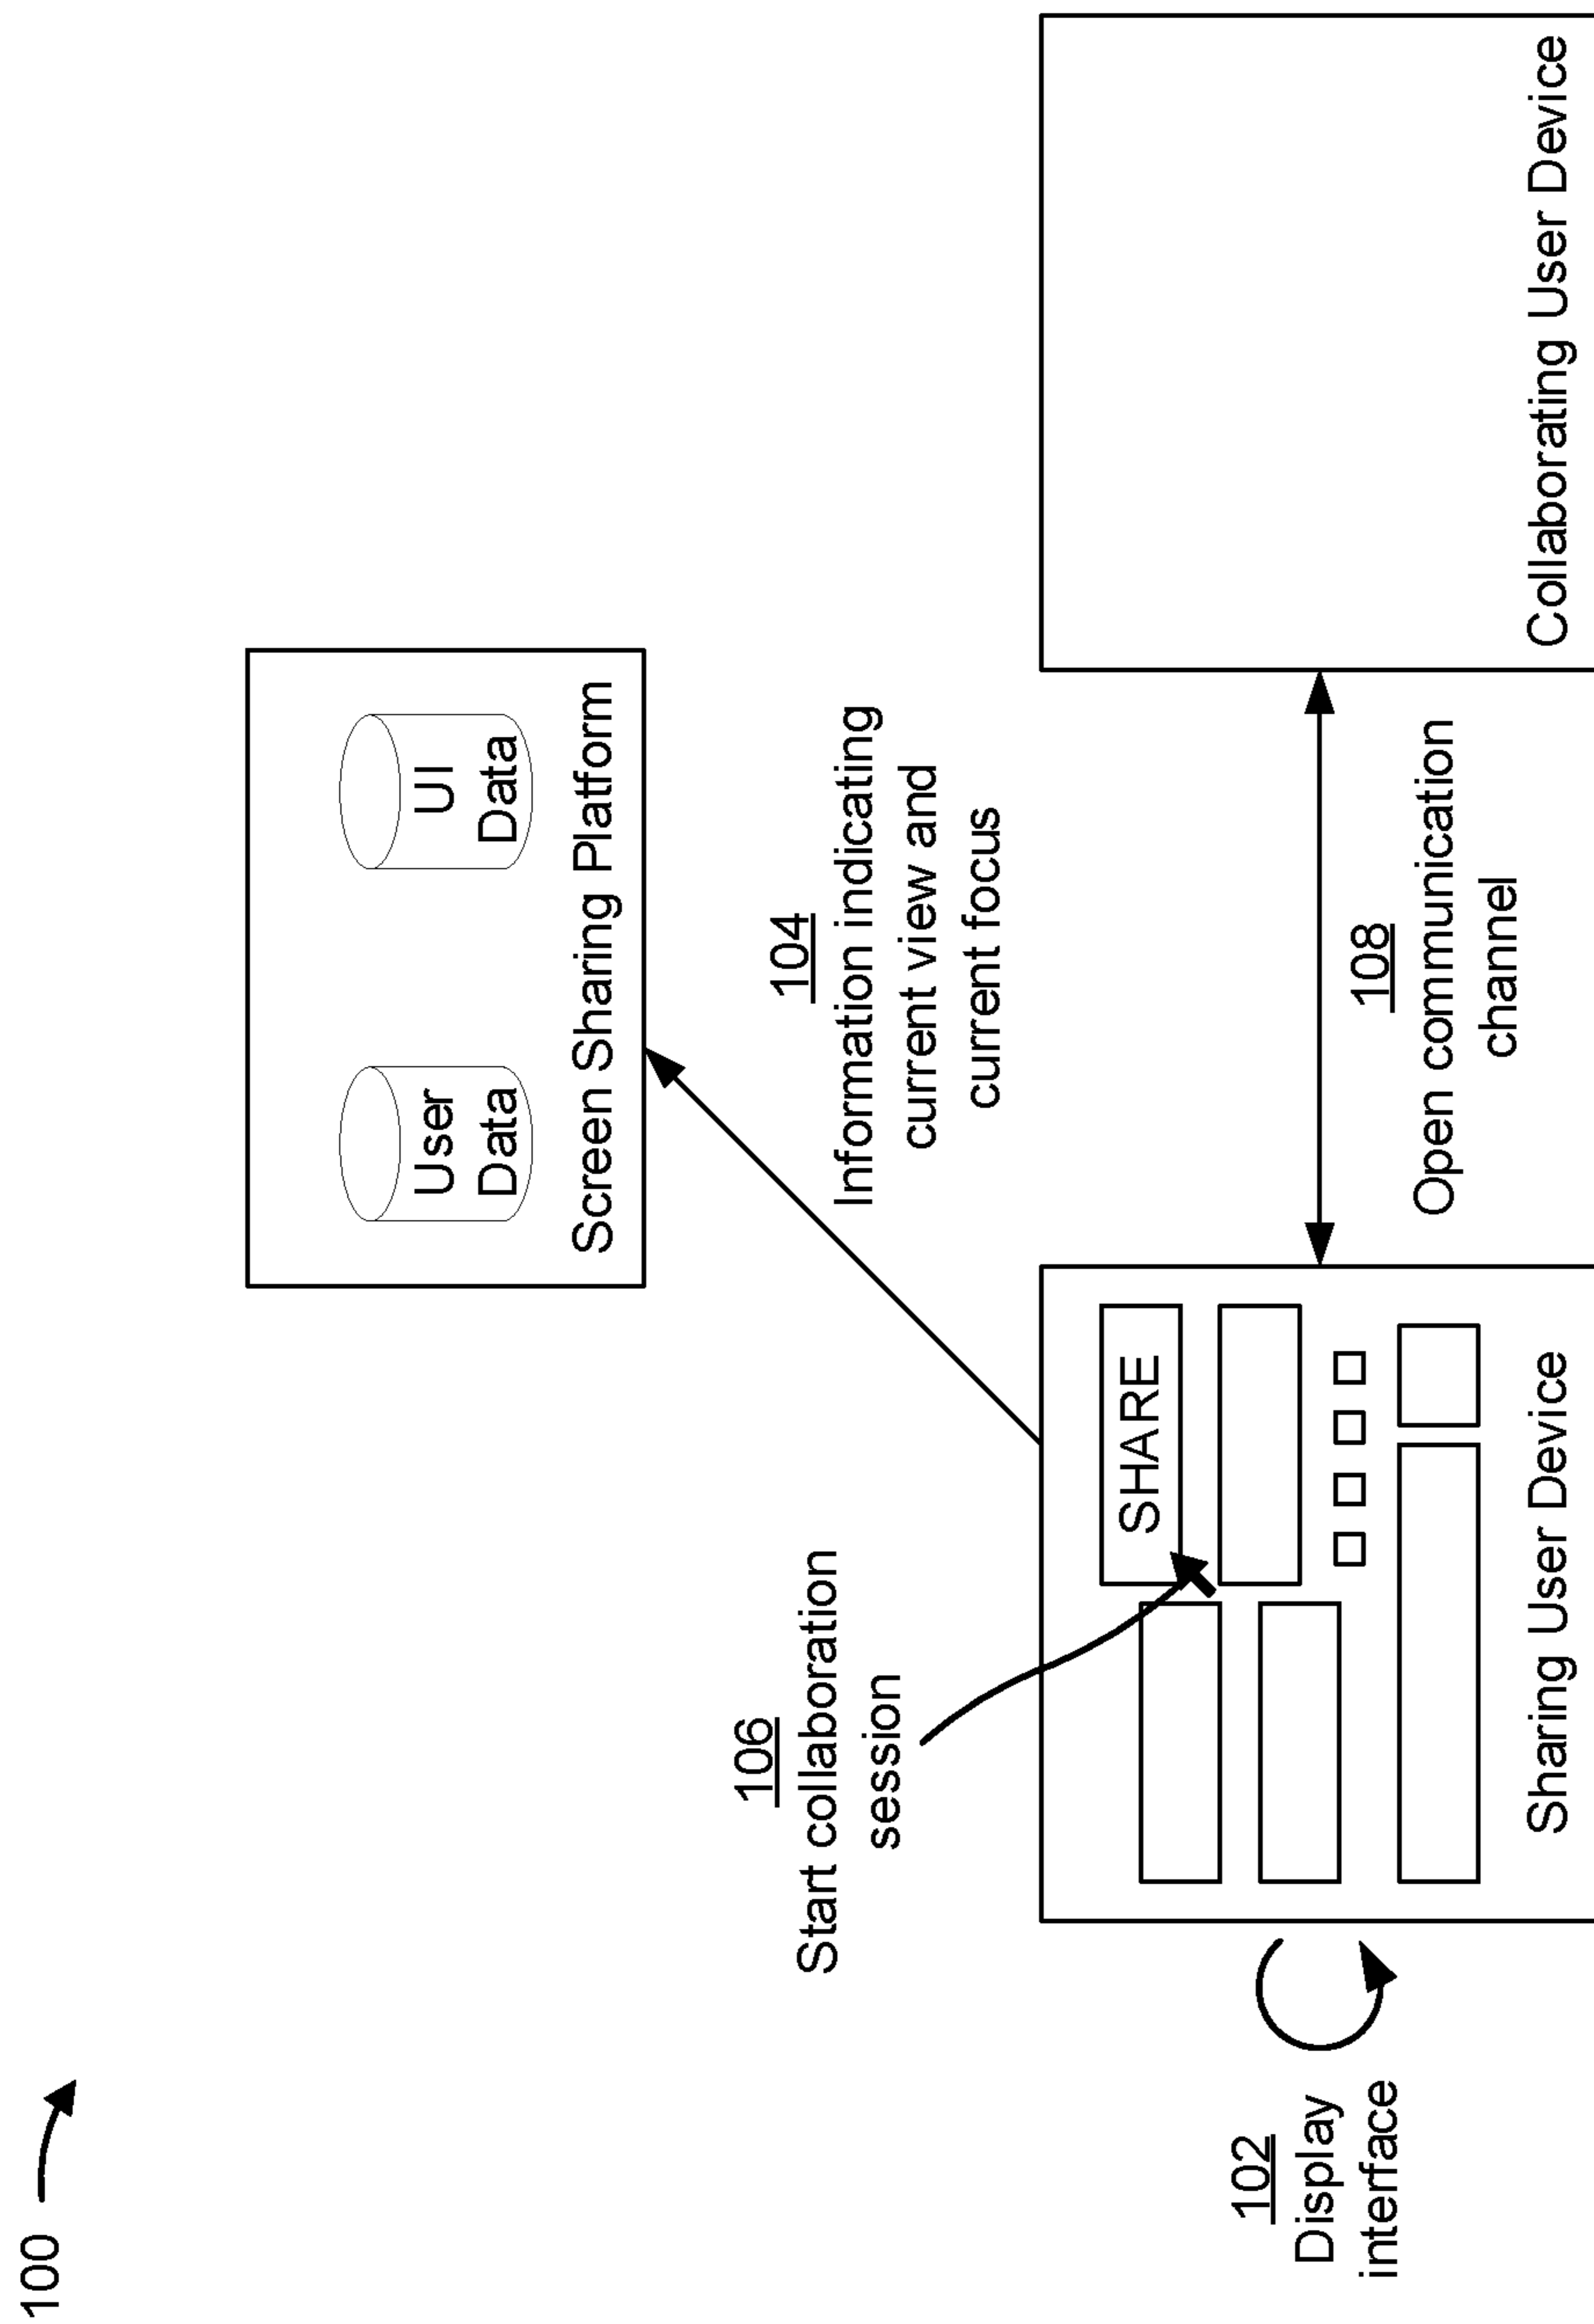 100
User
Data
UI
Data
Screen Sharing Platform
106
Start collaboration
session
104
Information indicating
current view and
current focus
102
Display
interface
SHARE
Sharing User Device
108
Open communication
channel
Collaborating User Device